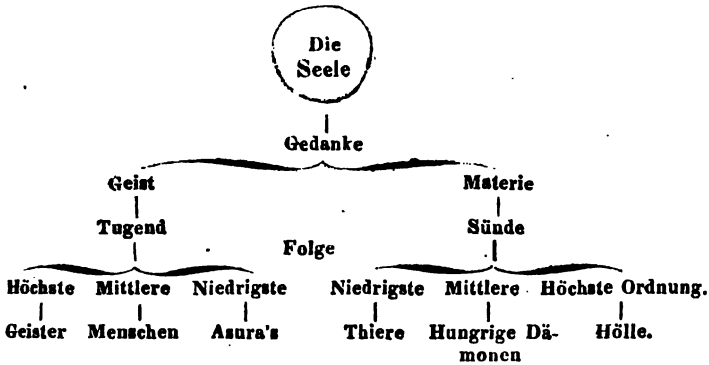 Die
Seele
Gedanke
Geist Materie
Tugend Sünde
Folge
Höchste Mittlere Niedrigste Niedrigste Mittlere Höchste Ordnung.
Geister Menschen Asura's Thiere Hungrige Dä-
monen Hölle.